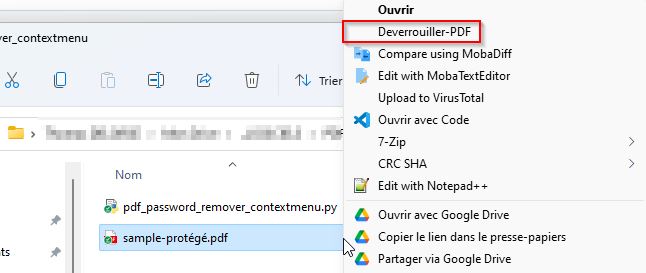 ver_contextmenu
Trier
Nom
pdf_password_remover_contextmenu.py
sample-protégé.pdf
Ouvrir
Deverrouiller-PDF
Compare using MobaDiff
Edit with MobaTextEditor
Upload to VirusTotal
Ouvrir avec Code
7-Zip
CRC SHA
Edit with Notepad++
Ouvrir avec Google Drive
Copier le lien dans le presse-papiers
Partager via Google Drive